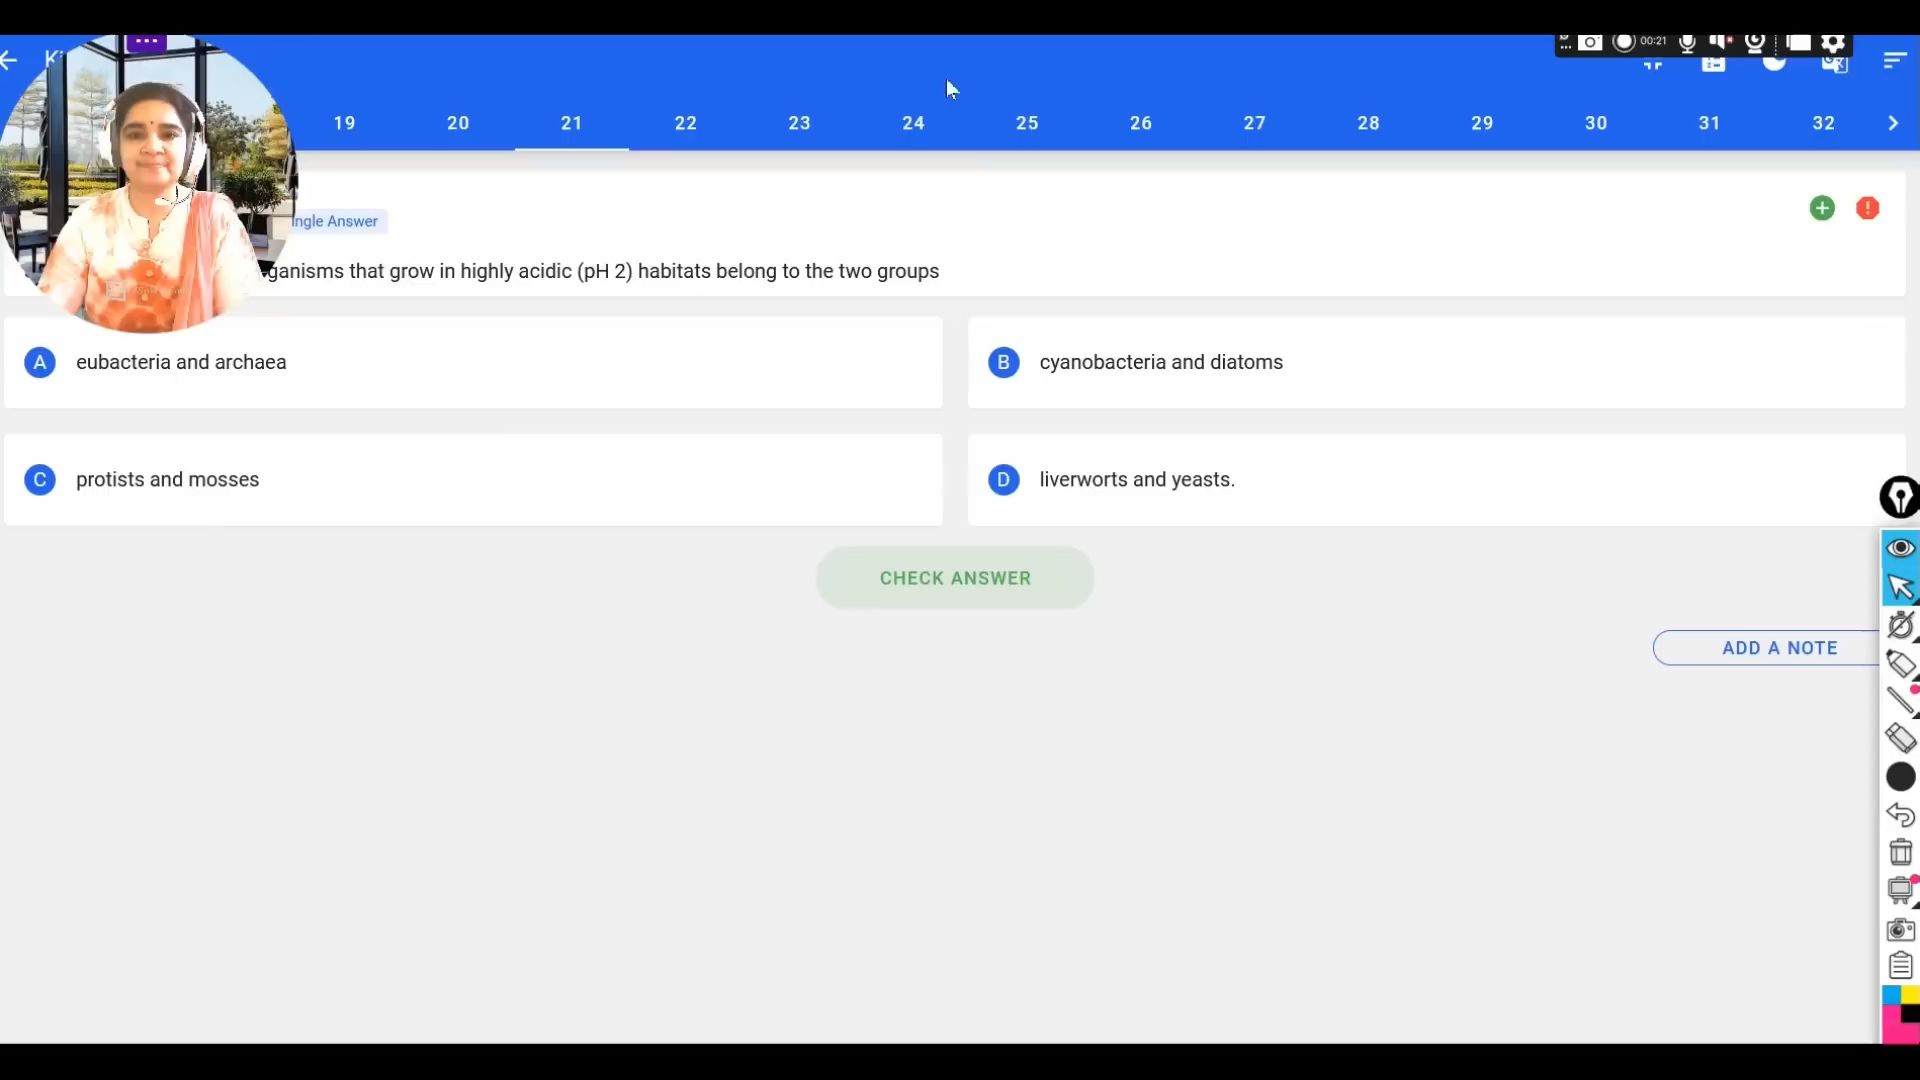 00:21
19 20 21 22 23 24 25 26 27 28 29 30 31 32
ngle Answer
ganisms that grow in highly acidic (pH 2) habitats belong to the two groups
A eubacteria and archaea
B cyanobacteria and diatoms
C protists and mosses
D liverworts and yeasts.
CHECK ANSWER
ADD A NOTE